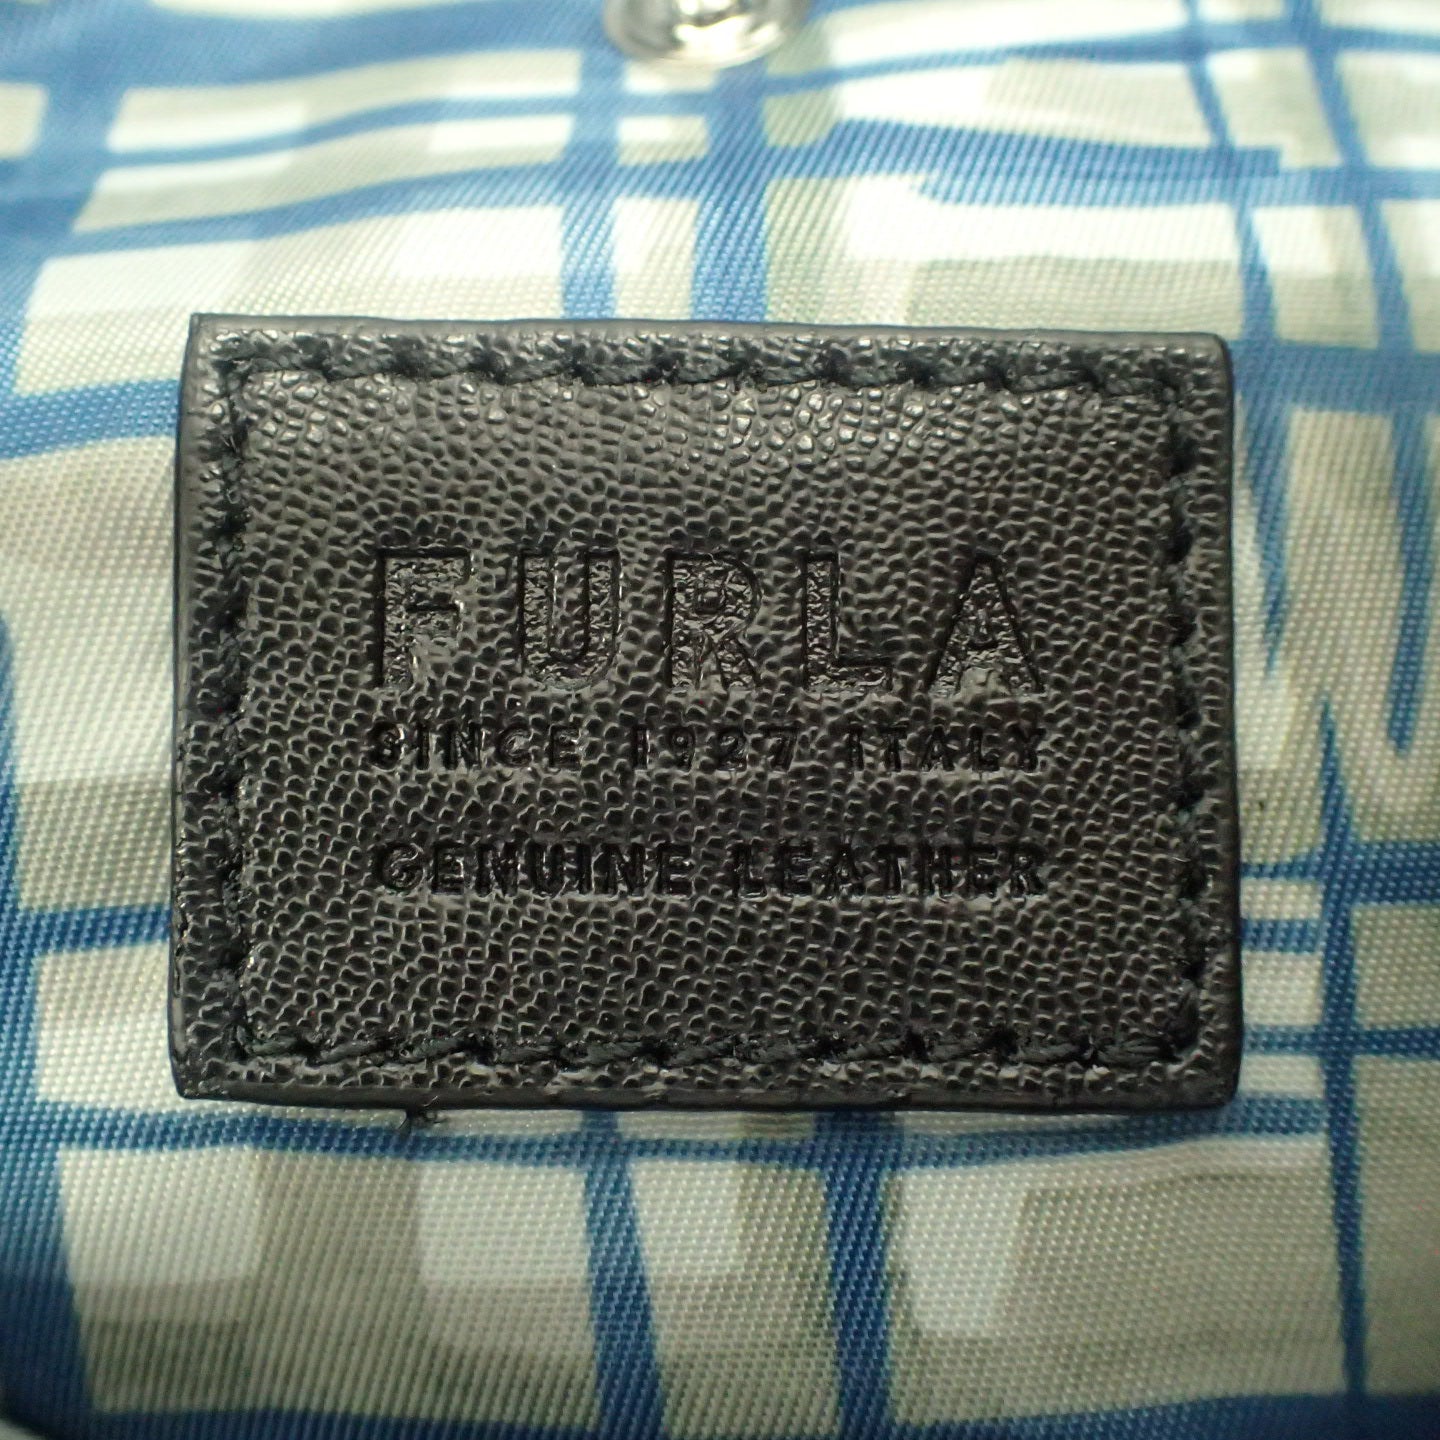 FURLA
SINCE 1927 ITALY
GENUINE LEATHER